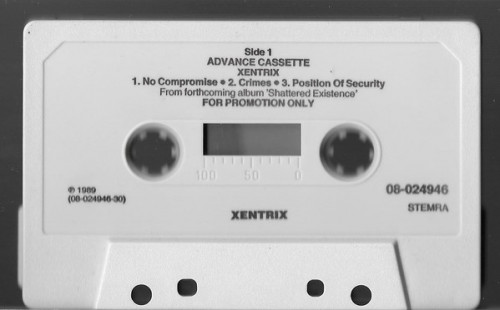 Side 1
ADVANCE CASSETTE
XENTRIX
1. No Compromise • 2. Crimes • 3. Position Of Security
From forthcoming album 'Shattered Existence'
FOR PROMOTION ONLY
100 50 0
℗ 1989
(08-024946-30)
08-024946
STEMRA
XENTRIX